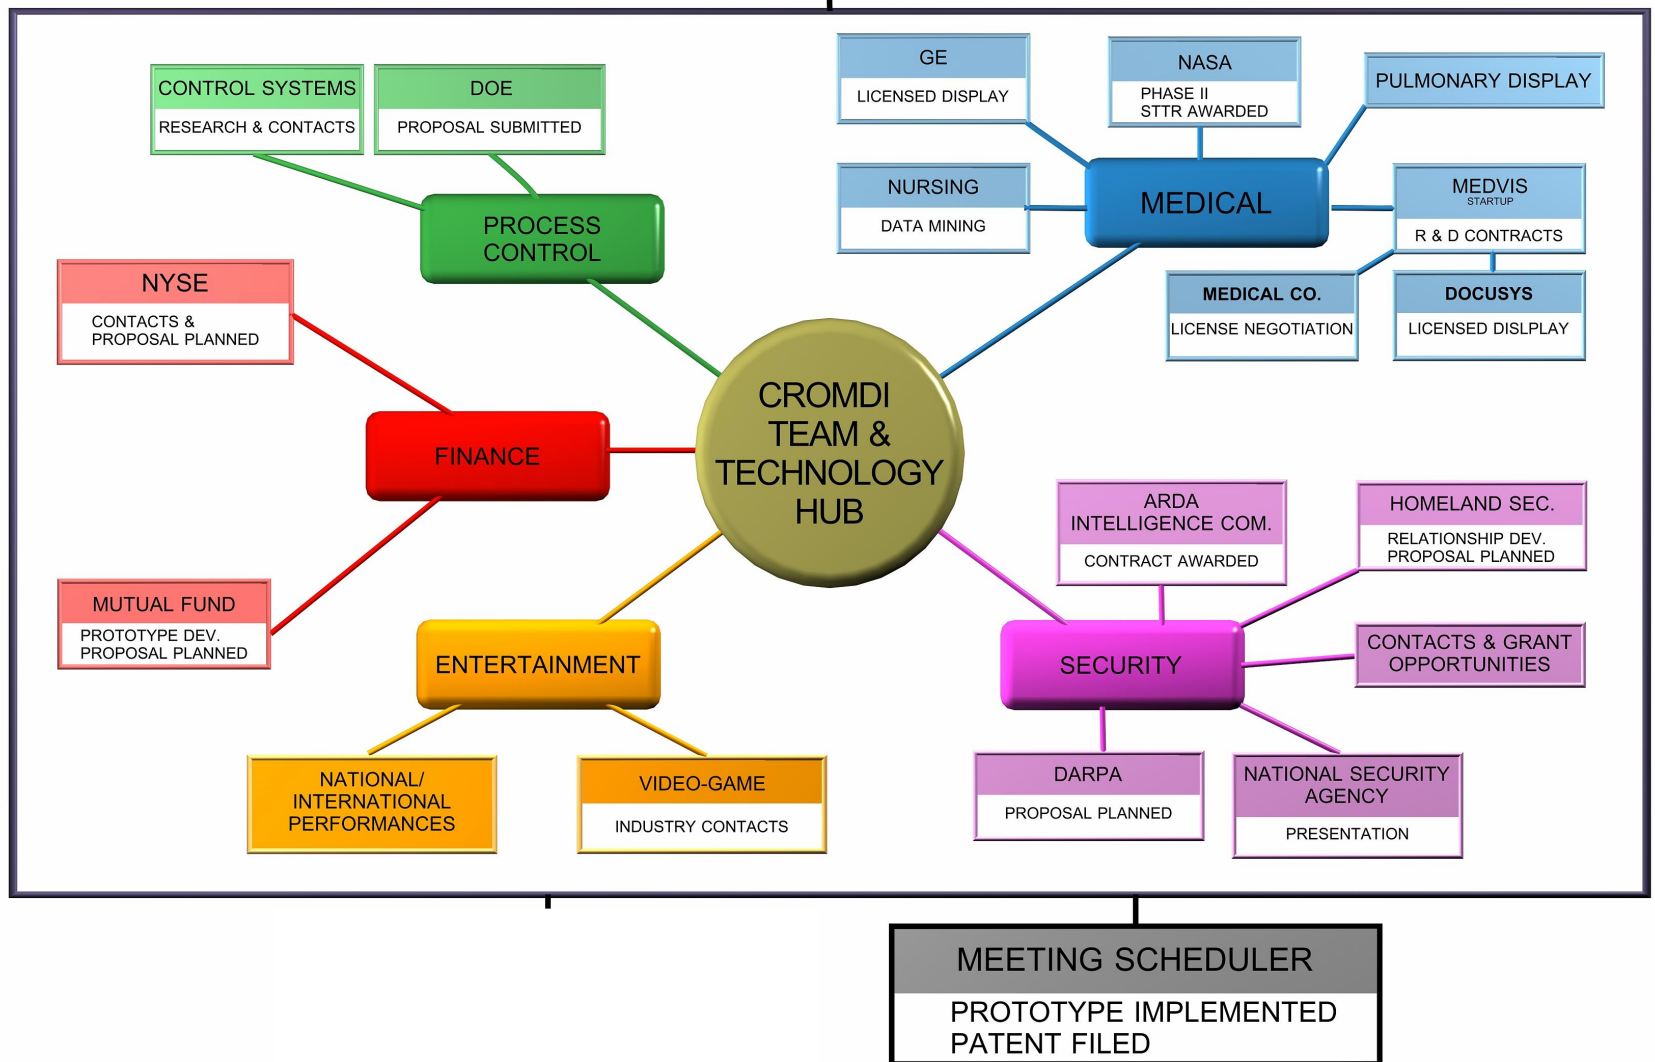 CONTROL SYSTEMS
RESEARCH & CONTACTS
DOE
PROPOSAL SUBMITTED
PROCESS
CONTROL
GE
LICENSED DISPLAY
NASA
PHASE II
STTR AWARDED
PULMONARY DISPLAY
NURSING
DATA MINING
MEDICAL
MEDVIS
STARTUP
R & D CONTRACTS
MEDICAL CO.
LICENSE NEGOTIATION
DOCUSYS
LICENSED DISLPLAY
NYSE
CONTACTS &
PROPOSAL PLANNED
FINANCE
MUTUAL FUND
PROTOTYPE DEV.
PROPOSAL PLANNED
CROMDI
TEAM &
TECHNOLOGY
HUB
ENTERTAINMENT
NATIONAL/
INTERNATIONAL
PERFORMANCES
VIDEO-GAME
INDUSTRY CONTACTS
ARDA
INTELLIGENCE COM.
CONTRACT AWARDED
HOMELAND SEC.
RELATIONSHIP DEV.
PROPOSAL PLANNED
SECURITY
CONTACTS & GRANT
OPPORTUNITIES
DARPA
PROPOSAL PLANNED
NATIONAL SECURITY
AGENCY
PRESENTATION
MEETING SCHEDULER
PROTOTYPE IMPLEMENTED
PATENT FILED